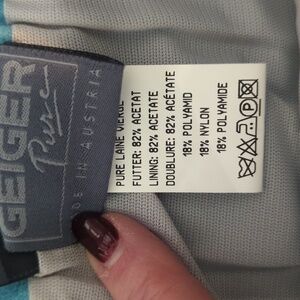 GEIGER
Pure
DE IN AUSTRIA
PURE LAINE VIERGE
FUTTER: 82% ACETAT
18% POLYAMID
LINING: 82% ACETATE
18% NYLON
DOUBLURE: 82% ACÉTATE
18% POLYAMIDE